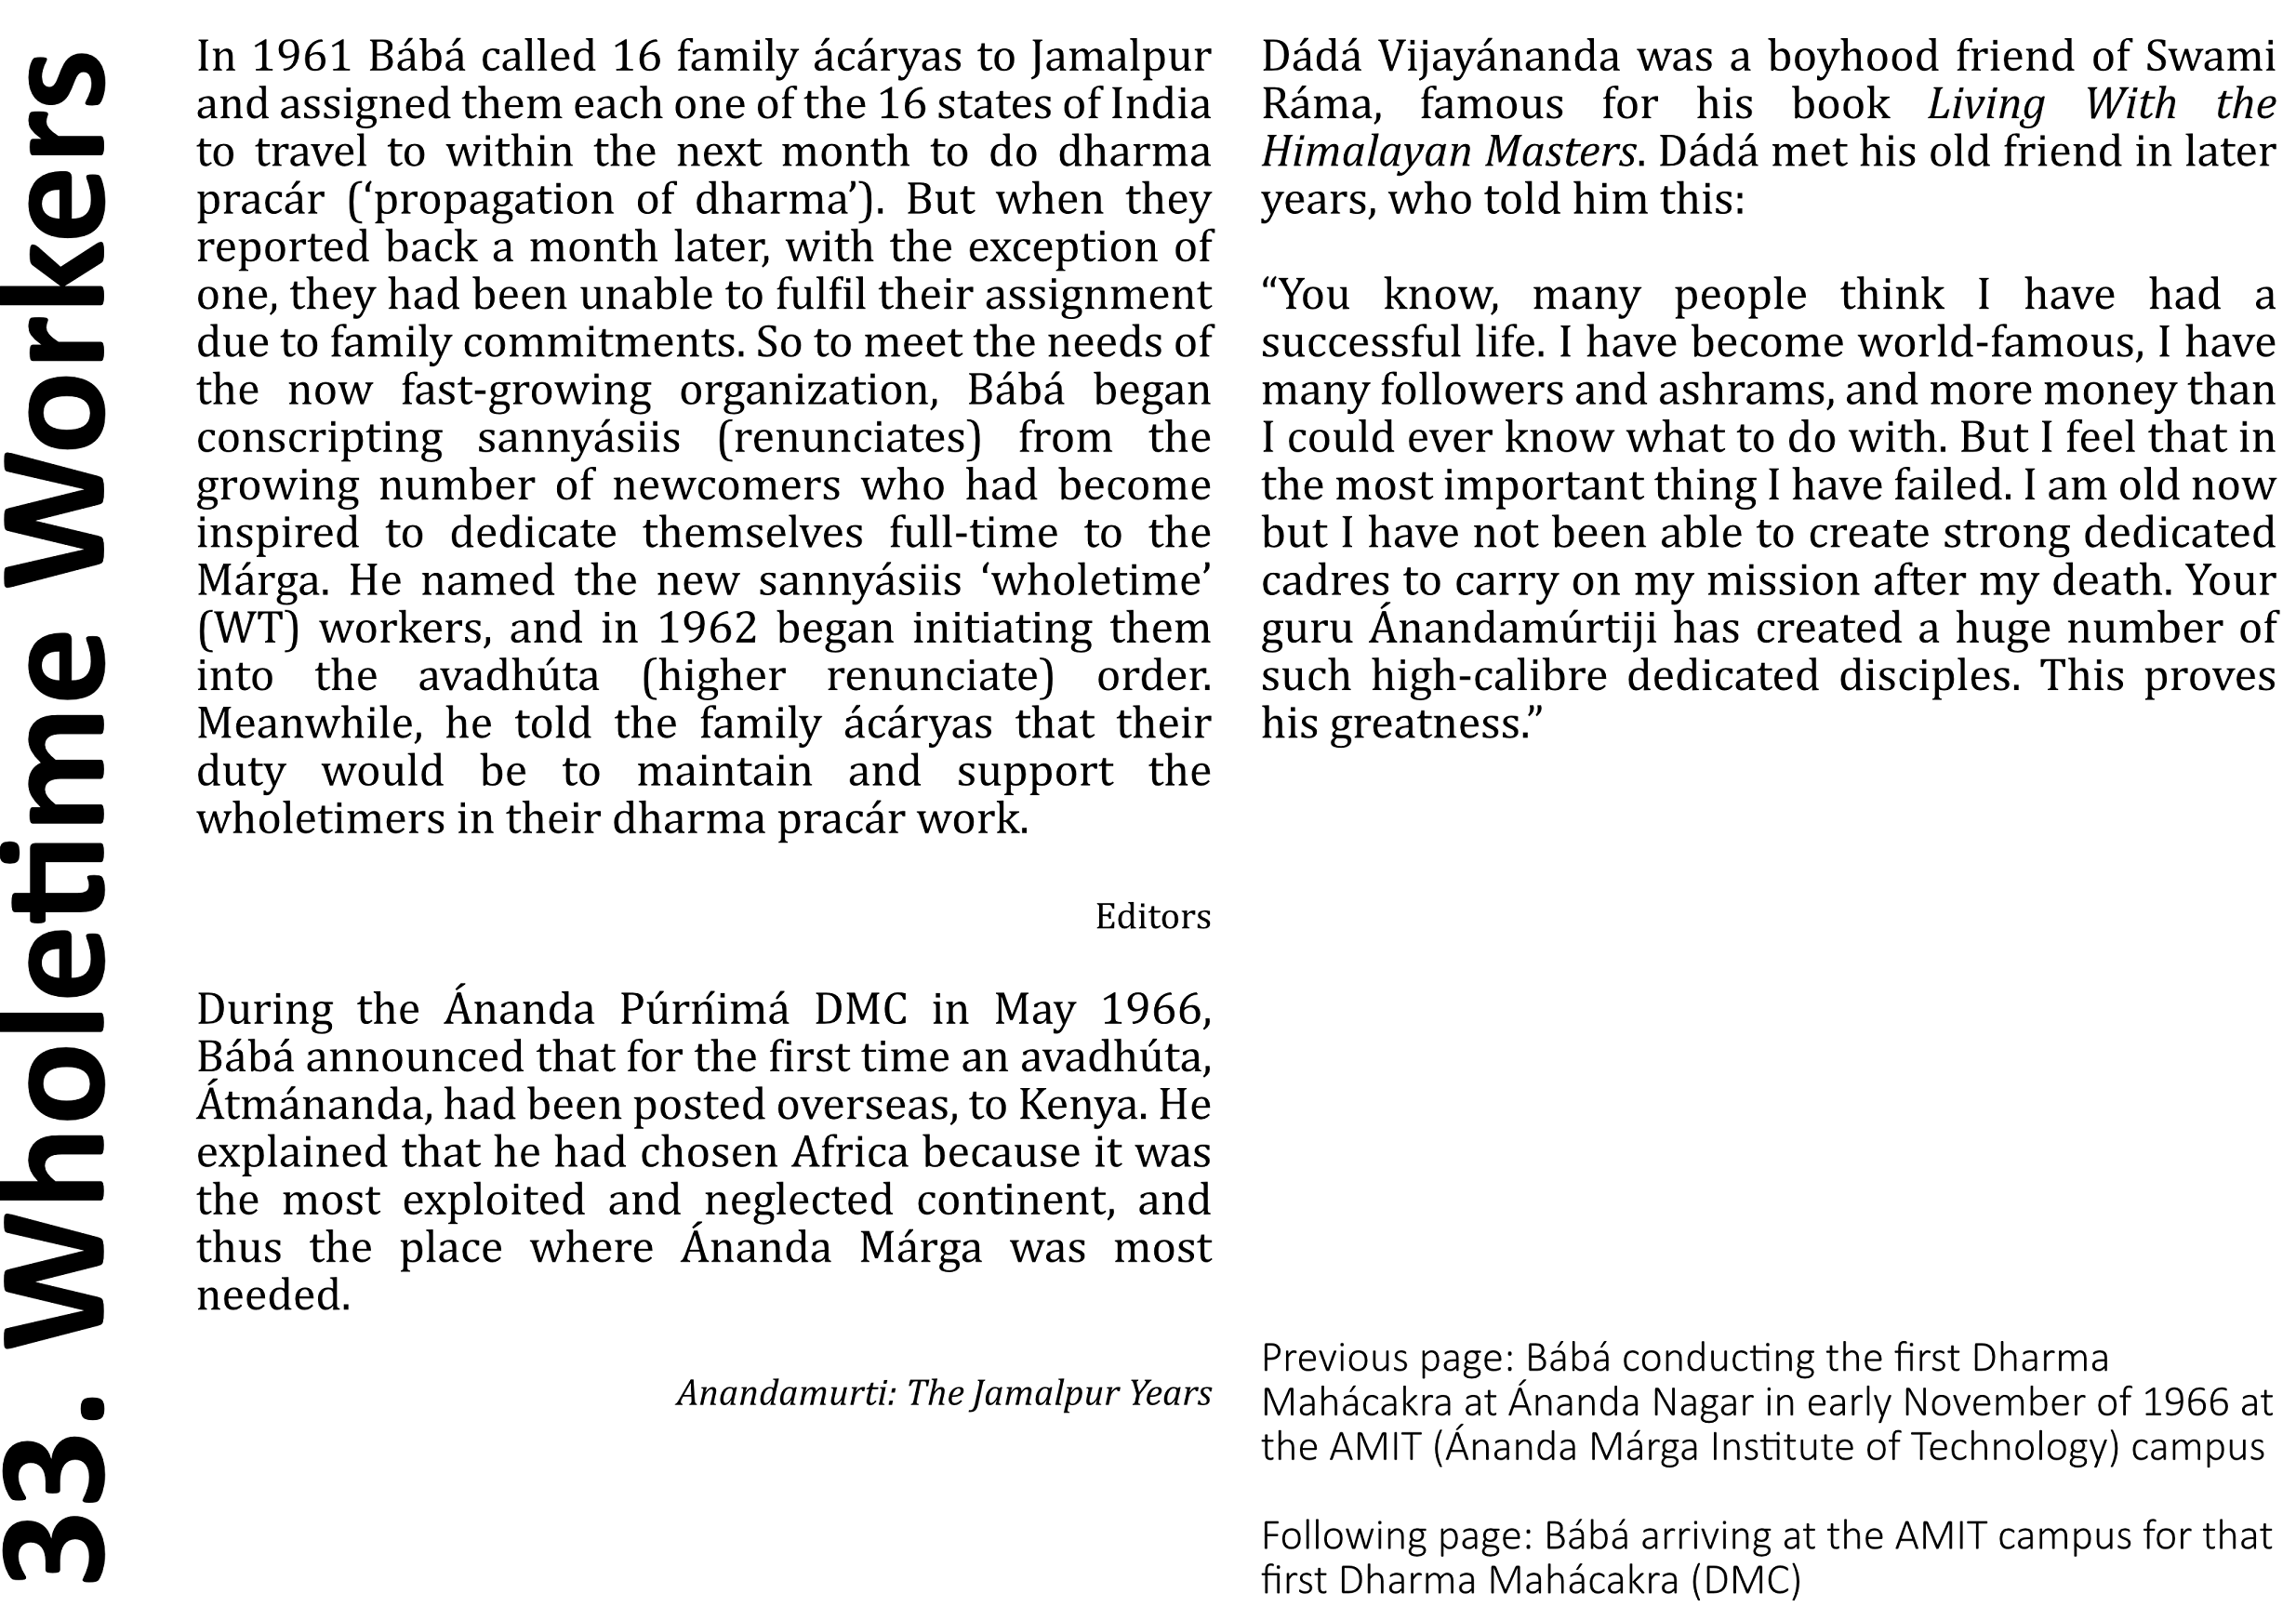 33. Wholetime Workers
In 1961 Bábá called 16 family ácáryas to Jamalpur
and assigned them each one of the 16 states of India
to travel to within the next month to do dharma
pracár (‘propagation of dharma’). But when they
reported back a month later, with the exception of
one, they had been unable to fulfil their assignment
due to family commitments. So to meet the needs of
the now fast-growing organization, Bábá began
conscripting sannyásiis (renunciates) from the
growing number of newcomers who had become
inspired to dedicate themselves full-time to the
Márga. He named the new sannyásiis ‘wholetime’
(WT) workers, and in 1962 began initiating them
into the avadhúta (higher renunciate) order.
Meanwhile, he told the family ácáryas that their
duty would be to maintain and support the
wholetimers in their dharma pracár work.
Editors
During the Ánanda Púrńimá DMC in May 1966,
Bábá announced that for the first time an avadhúta,
Átmánanda, had been posted overseas, to Kenya. He
explained that he had chosen Africa because it was
the most exploited and neglected continent, and
thus the place where Ánanda Márga was most
needed.
Anandamurti: The Jamalpur Years
Dádá Vijayánanda was a boyhood friend of Swami
Ráma, famous for his book Living With the
Himalayan Masters. Dádá met his old friend in later
years, who told him this:
“You know, many people think I have had a
successful life. I have become world-famous, I have
many followers and ashrams, and more money than
I could ever know what to do with. But I feel that in
the most important thing I have failed. I am old now
but I have not been able to create strong dedicated
cadres to carry on my mission after my death. Your
guru Ánandamúrtiji has created a huge number of
such high-calibre dedicated disciples. This proves
his greatness.”
Previous page: Bábá conducting the first Dharma
Mahácakra at Ánanda Nagar in early November of 1966 at
the AMIT (Ánanda Márga Institute of Technology) campus
Following page: Bábá arriving at the AMIT campus for that
first Dharma Mahácakra (DMC)